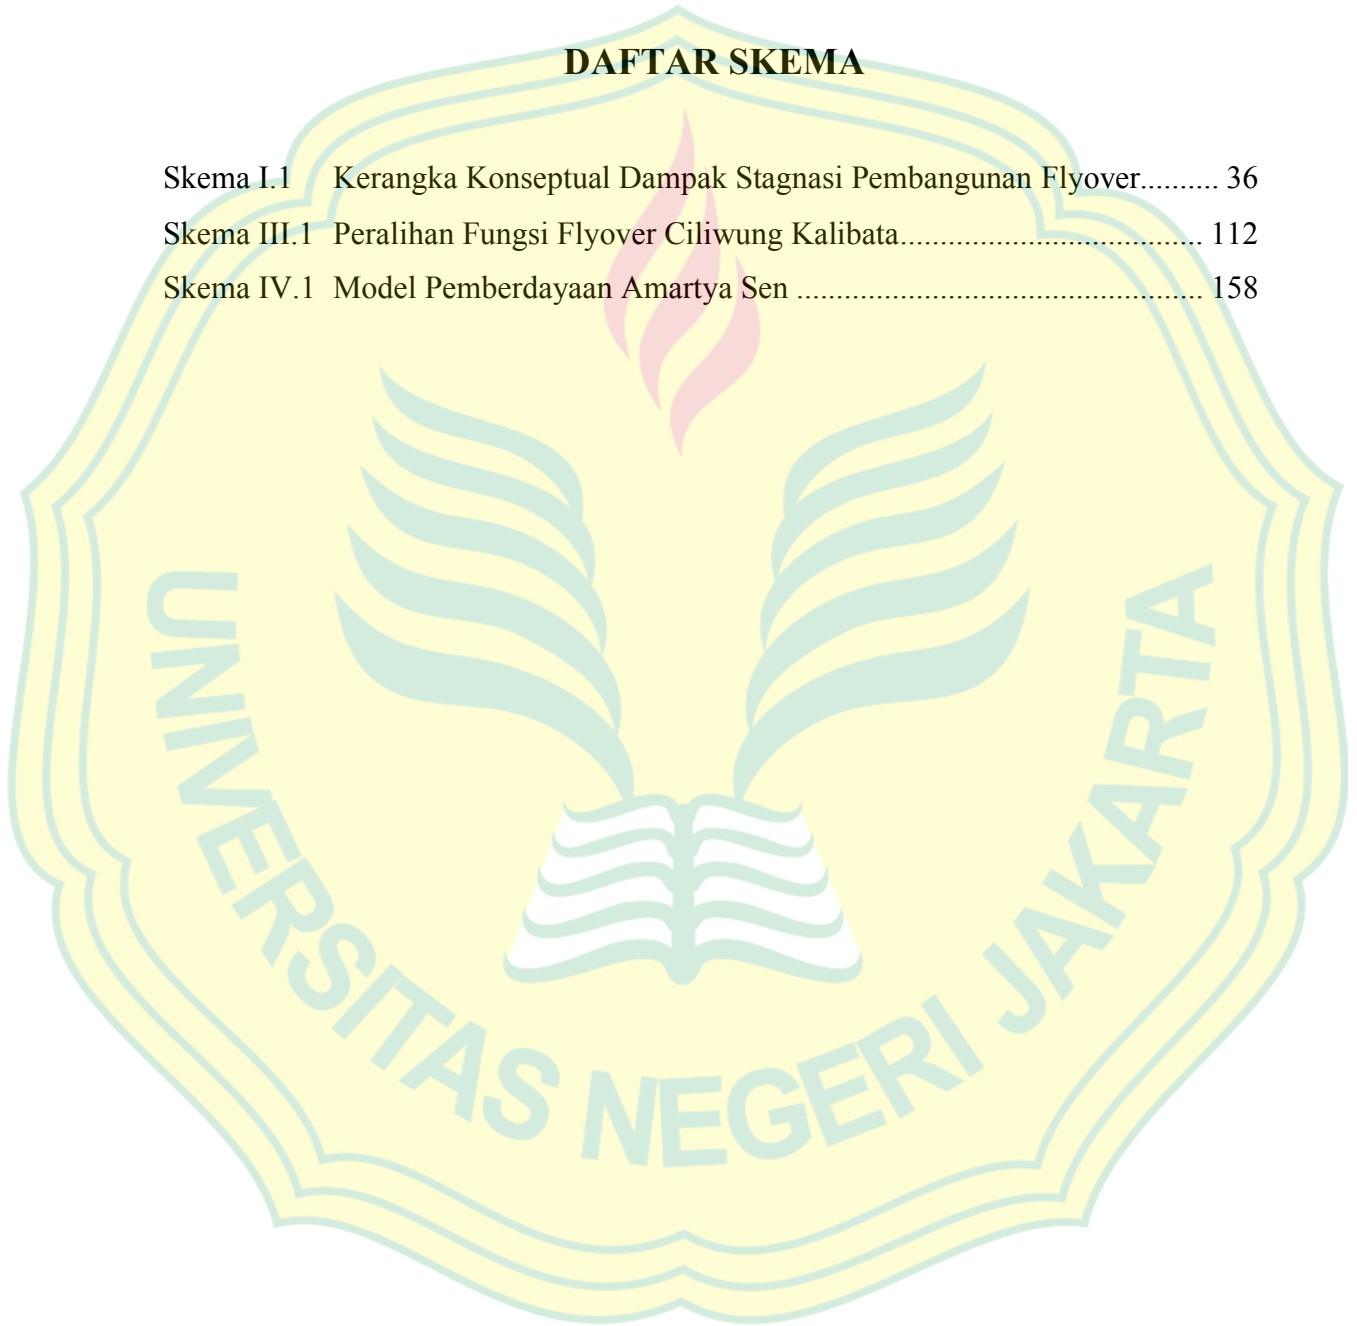 DAFTAR SKEMA
Skema I.1 Kerangka Konseptual Dampak Stagnasi Pembangunan Flyover.......... 36
Skema III.1 Peralihan Fungsi Flyover Ciliwung Kalibata....................................... 112
Skema IV.1 Model Pemberdayaan Amartya Sen .................................................... 158
UNIVERSITAS NEGERI JAKARTA